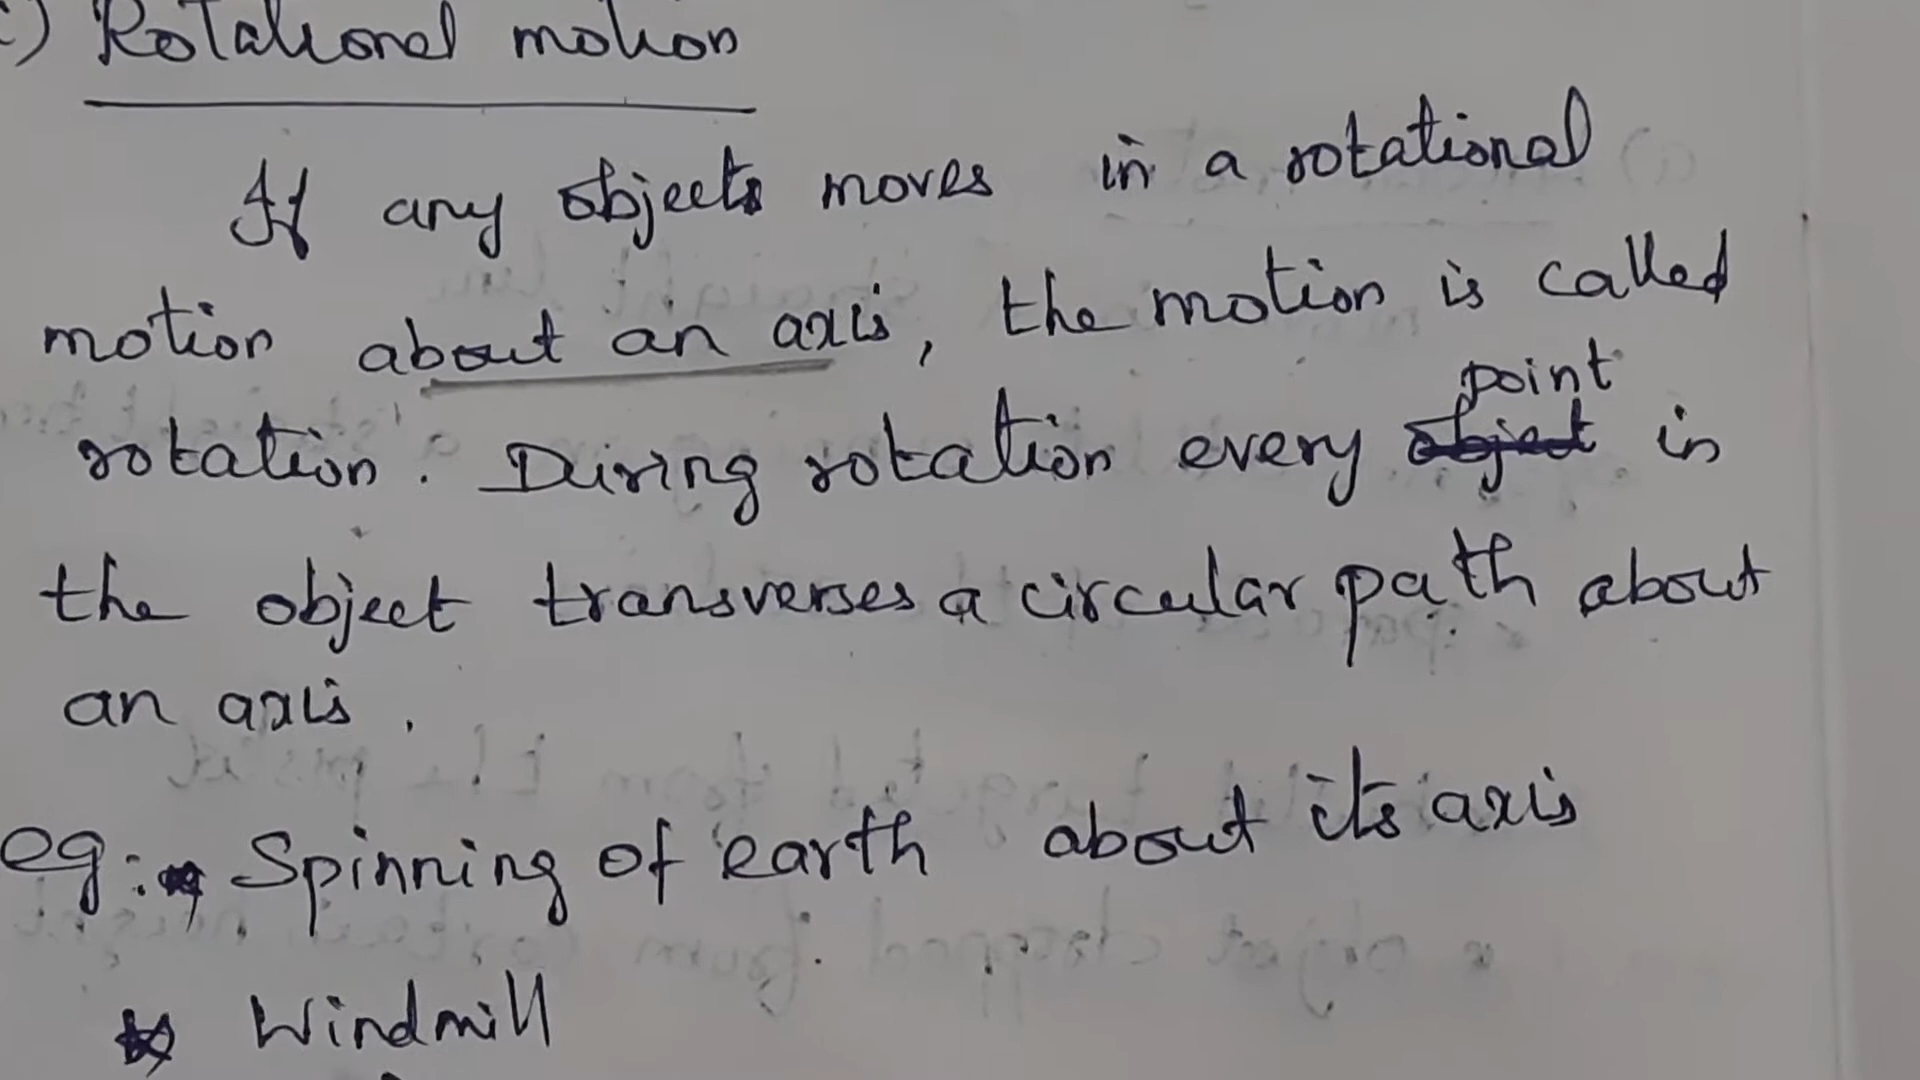 ) Rotational motion
If any objects moves in a rotational
motion about an axis, the motion is called
rotation. During rotation every object point in
the object transverses a circular path about
an axis.
eg: * Spinning of earth about its axis
* Windmill